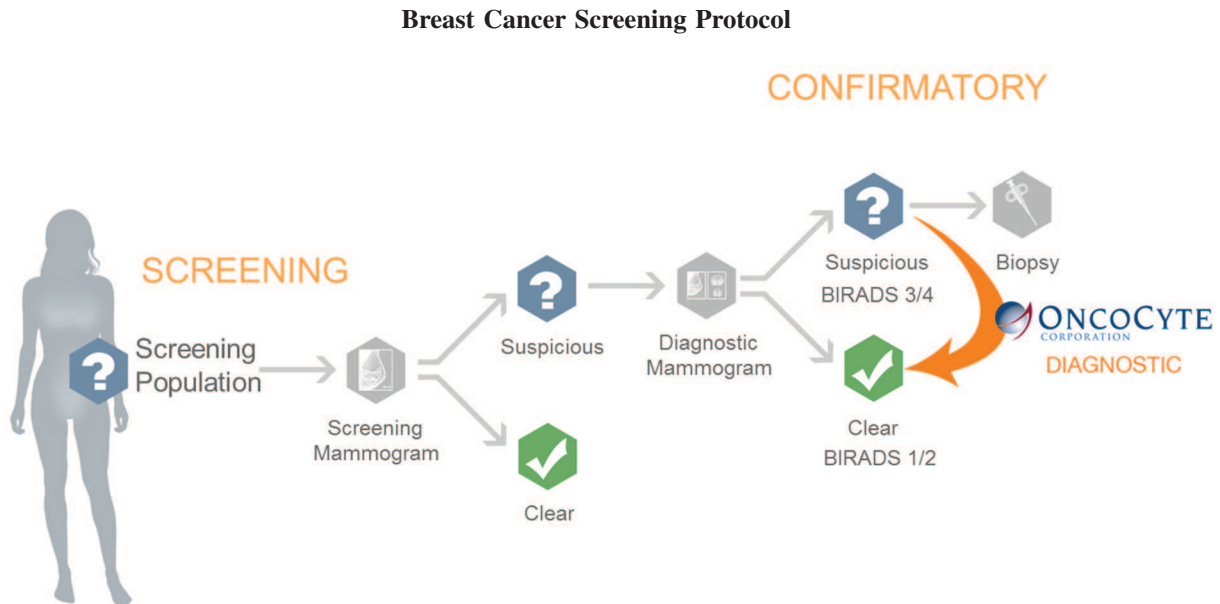 Breast Cancer Screening Protocol
CONFIRMATORY
SCREENING
?
Screening
Population
Screening
Mammogram
?
Suspicious
Clear
Diagnostic
Mammogram
?
Suspicious
BIRADS 3/4
Biopsy
ONCOCYTE
CORPORATION
DIAGNOSTIC
Clear
BIRADS 1/2